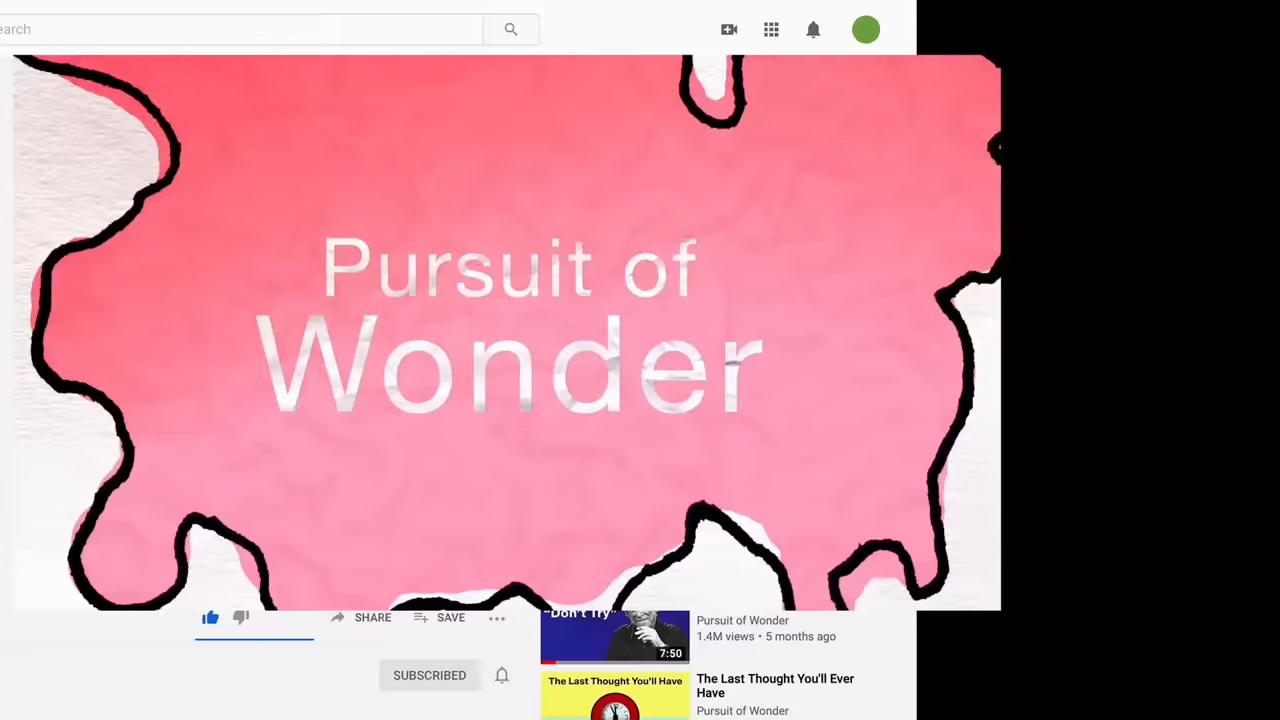 earch
Pursuit of
Wonder
SHARE
SAVE
SUBSCRIBED
"Don't Try"
7:50
Pursuit of Wonder
1.4M views • 5 months ago
The Last Thought You'll Have
The Last Thought You'll Ever
Have
Pursuit of Wonder